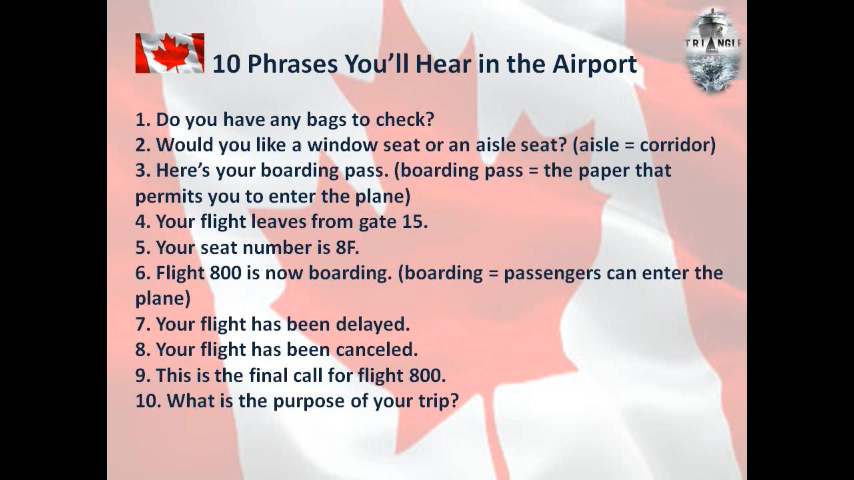 TRIANGLE
10 Phrases You'll Hear in the Airport
1. Do you have any bags to check?
2. Would you like a window seat or an aisle seat? (aisle = corridor)
3. Here's your boarding pass. (boarding pass = the paper that
permits you to enter the plane)
4. Your flight leaves from gate 15.
5. Your seat number is 8F.
6. Flight 800 is now boarding. (boarding = passengers can enter the
plane)
7. Your flight has been delayed.
8. Your flight has been canceled.
9. This is the final call for flight 800.
10. What is the purpose of your trip?